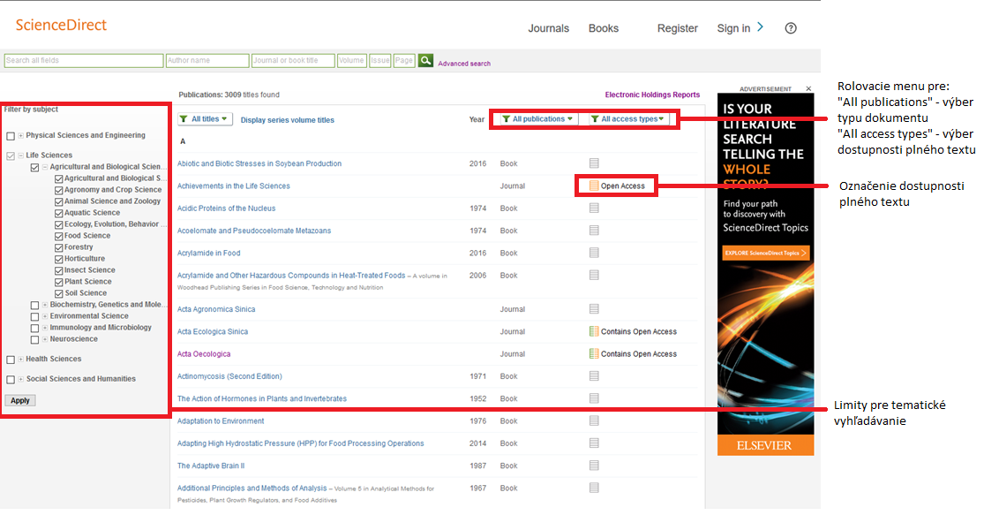 ScienceDirect
Journals Books Register Sign in ?
Search all fields Author name Journal or book title Volume Issue Page Advanced search
Publications: 3009 titles found Electronic Holdings Reports
Filter by subject
Physical Sciences and Engineering
Life Sciences
Agricultural and Biological Scien...
Agricultural and Biological S...
Agronomy and Crop Science
Animal Science and Zoology
Aquatic Science
Ecology, Evolution, Behavior ...
Food Science
Forestry
Horticulture
Insect Science
Plant Science
Soil Science
Biochemistry, Genetics and Mole...
Environmental Science
Immunology and Microbiology
Neuroscience
Health Sciences
Social Sciences and Humanities
Apply
All titles Display series volume titles Year All publications All access types
A
Abiotic and Biotic Stresses in Soybean Production 2016 Book
Achievements in the Life Sciences Journal Open Access
Acidic Proteins of the Nucleus 1974 Book
Acoelomate and Pseudocoelomate Metazoans 1974 Book
Acrylamide in Food 2016 Book
Acrylamide and Other Hazardous Compounds in Heat-Treated Foods – A volume in 2006 Book
Woodhead Publishing Series in Food Science, Technology and Nutrition
Acta Agronomica Sinica Journal
Acta Ecologica Sinica Journal Contains Open Access
Acta Oecologica Journal Contains Open Access
Actinomycosis (Second Edition) 1971 Book
The Action of Hormones in Plants and Invertebrates 1952 Book
Adaptation to Environment 1976 Book
Adapting High Hydrostatic Pressure (HPP) for Food Processing Operations 2014 Book
The Adaptive Brain II 1987 Book
Additional Principles and Methods of Analysis – Volume 5 in Analytical Methods for 1967 Book
Pesticides, Plant Growth Regulators, and Food Additives
ADVERTISEMENT X
IS YOUR
LITERATURE
SEARCH
TELLING THE
WHOLE
STORY?
Find your path
to discovery with
ScienceDirect Topics
EXPLORE ScienceDirect Topics
ELSEVIER
Rolovacie menu pre:
"All publications" - výber
typu dokumentu
"All access types" - výber
dostupnosti plného textu
Označenie dostupnosti
plného textu
Limity pre tematické
vyhľadávanie